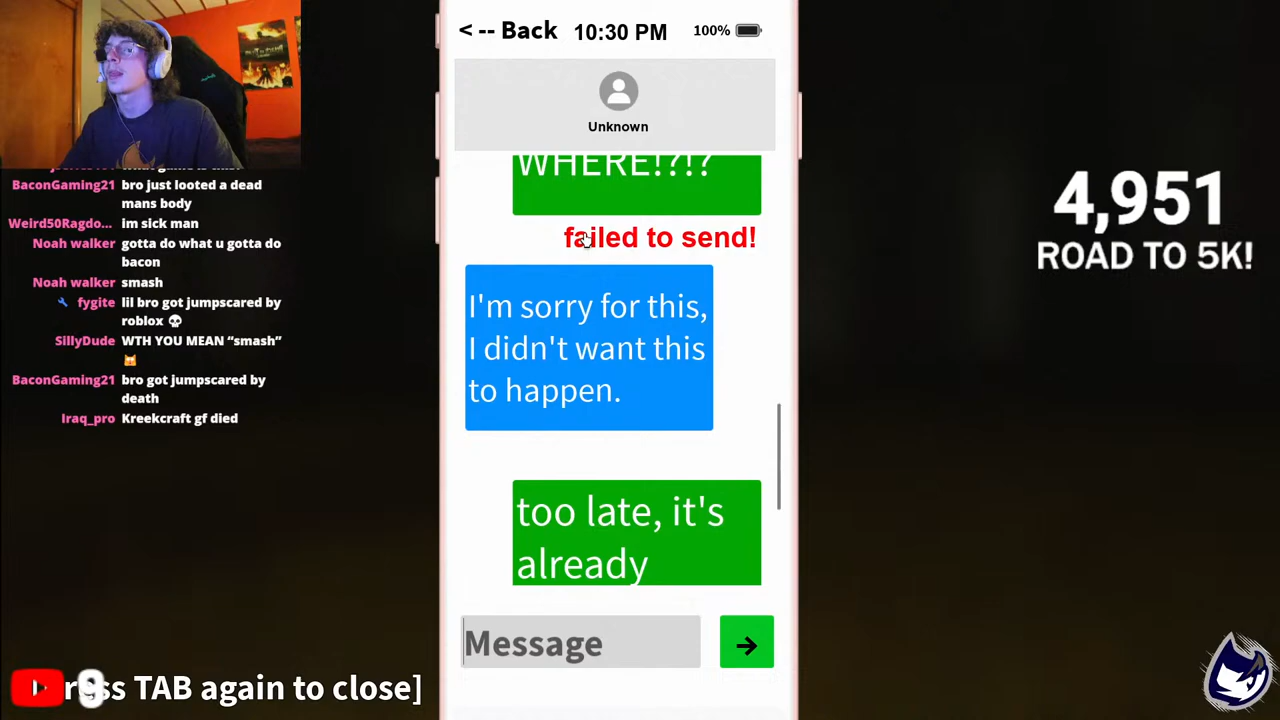 < -- Back 10:30 PM 100%
Unknown
WHERE!?!?
failed to send!
I'm sorry for this,
I didn't want this
to happen.
too late, it's
already
Message
BaconGaming21 bro just looted a dead
mans body
Weird50Ragdo... im sick man
Noah walker gotta do what u gotta do
bacon
Noah walker smash
fygite lil bro got jumpscared by
roblox 💀
SillyDude WTH YOU MEAN “smash”
BaconGaming21 bro got jumpscared by
death
Iraq_pro Kreekcraft gf died
TAB again to close]
4,951
ROAD TO 5K!